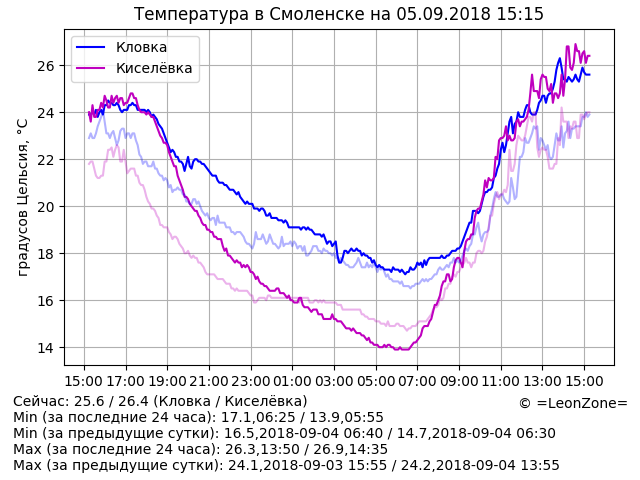 Температура в Смоленске на 05.09.2018 15:15
Кловка
Киселёвка
градусов Цельсия, °C
26
24
22
20
18
16
14
15:00 17:00 19:00 21:00 23:00 01:00 03:00 05:00 07:00 09:00 11:00 13:00 15:00
Сейчас: 25.6 / 26.4 (Кловка / Киселёвка)
© =LeonZone=
Min (за последние 24 часа): 17.1,06:25 / 13.9,05:55
Min (за предыдущие сутки): 16.5,2018-09-04 06:40 / 14.7,2018-09-04 06:30
Max (за последние 24 часа): 26.3,13:50 / 26.9,14:35
Max (за предыдущие сутки): 24.1,2018-09-03 15:55 / 24.2,2018-09-04 13:55